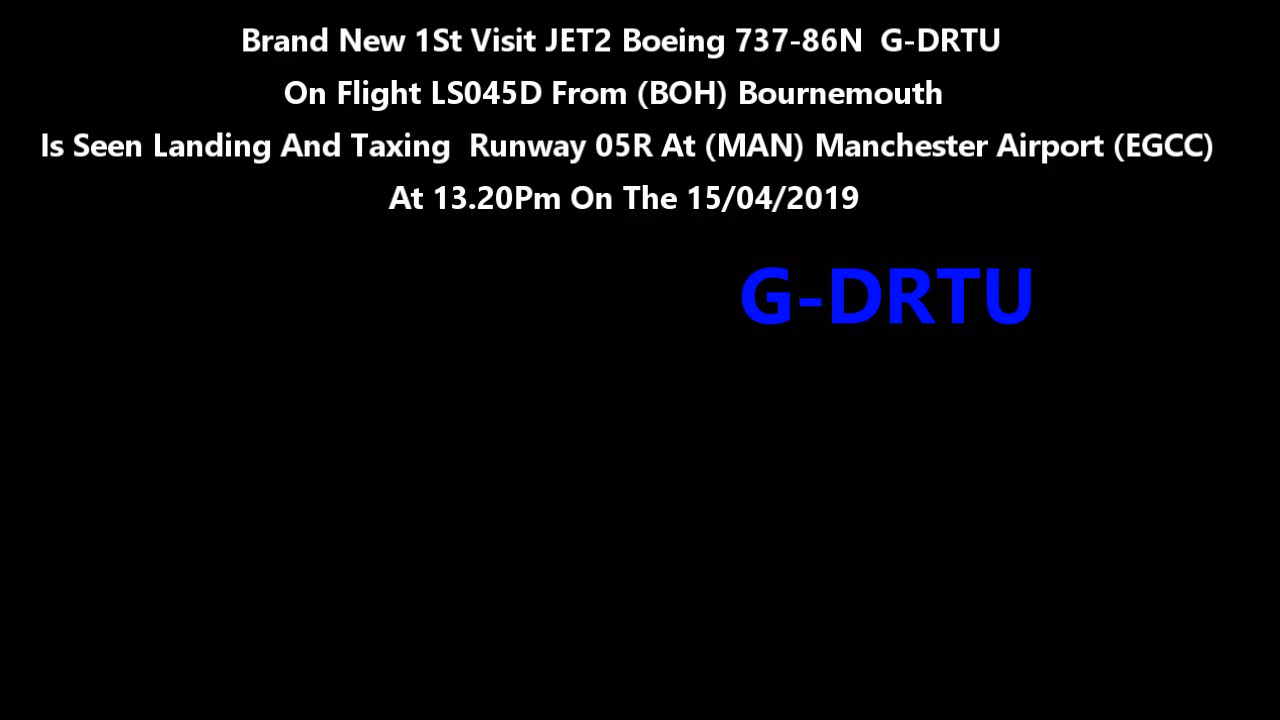 Brand New 1St Visit JET2 Boeing 737-86N  G-DRTU
On Flight LS045D From (BOH) Bournemouth
Is Seen Landing And Taxing  Runway 05R At (MAN) Manchester Airport (EGCC)
At 13.20Pm On The 15/04/2019
G-DRTU